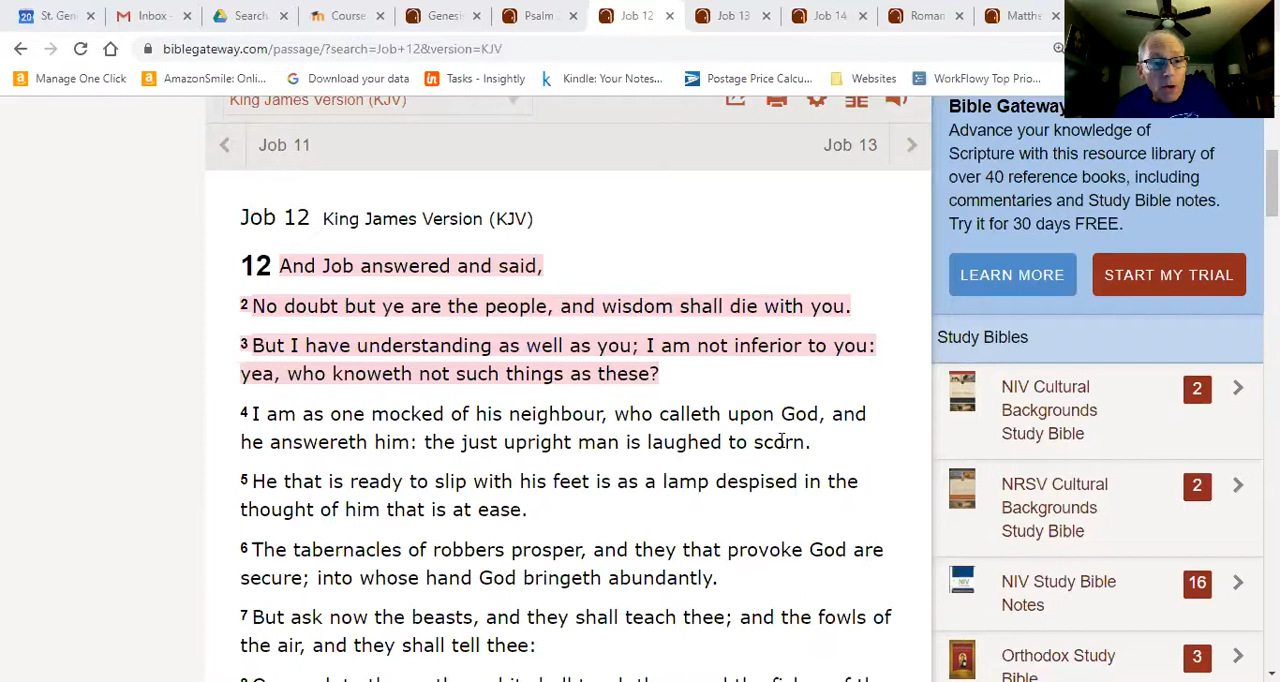 20 St. Gen
Inbox -
Search
Course
Genesi
Psalm
Job 12
Job 13
Job 14
Roman
Matth
biblegateway.com/passage/?search=Job+12&version=KJV
Manage One Click
AmazonSmile: Onli...
Download your data
Tasks - Insightly
Kindle: Your Notes...
Postage Price Calcu...
Websites
WorkFlowy Top Prio...
King James Version (KJV)
Job 11
Job 13
Job 12 King James Version (KJV)
12 And Job answered and said,
2 No doubt but ye are the people, and wisdom shall die with you.
3 But I have understanding as well as you; I am not inferior to you:
yea, who knoweth not such things as these?
4 I am as one mocked of his neighbour, who calleth upon God, and
he answereth him: the just upright man is laughed to scorn.
5 He that is ready to slip with his feet is as a lamp despised in the
thought of him that is at ease.
6 The tabernacles of robbers prosper, and they that provoke God are
secure; into whose hand God bringeth abundantly.
7 But ask now the beasts, and they shall teach thee; and the fowls of
the air, and they shall tell thee:
Bible Gateway
Advance your knowledge of
Scripture with this resource library of
over 40 reference books, including
commentaries and Study Bible notes.
Try it for 30 days FREE.
LEARN MORE
START MY TRIAL
Study Bibles
NIV Cultural
Backgrounds
Study Bible
2
NRSV Cultural
Backgrounds
Study Bible
2
NIV Study Bible
Notes
16
Orthodox Study
Bible
3